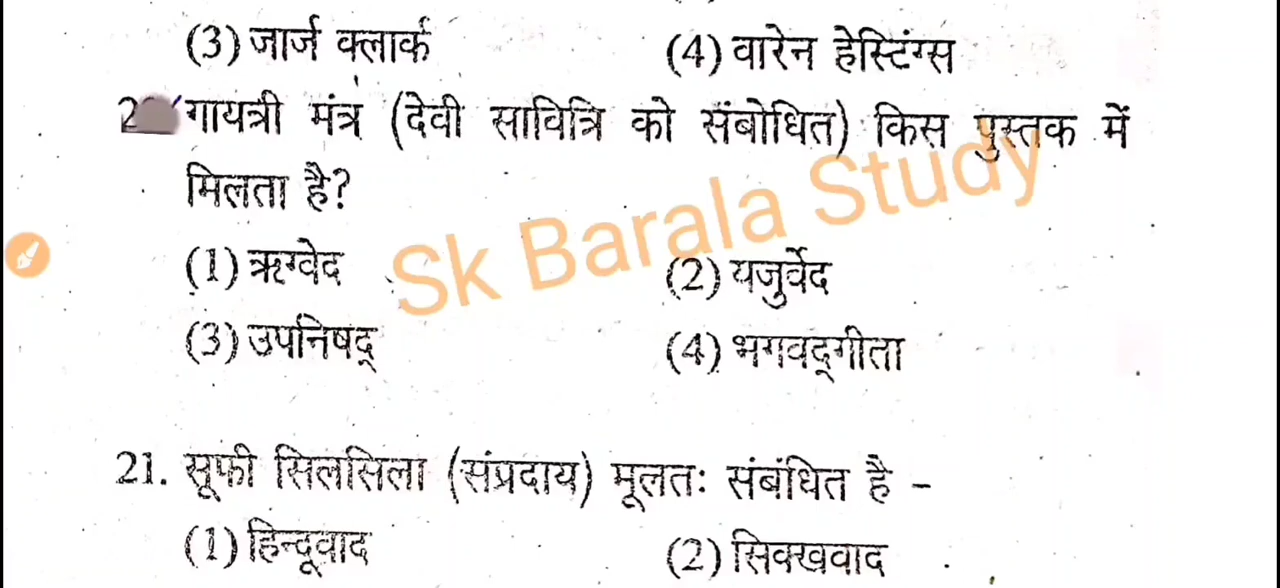 (3) जार्ज क्लार्क (4) वारेन हेस्टिंग्स
गायत्री मंत्र (देवी सावित्रि को संबोधित) किस पुस्तक में
मिलता है?
(1) ऋग्वेद (2) यजुर्वेद
(3) उपनिषद् (4) भगवद्‌गीता
Sk Barala Study
21. सूफी सिलसिला (संप्रदाय) मूलतः संबंधित है -
(1) हिन्दूवाद (2) सिक्खवाद